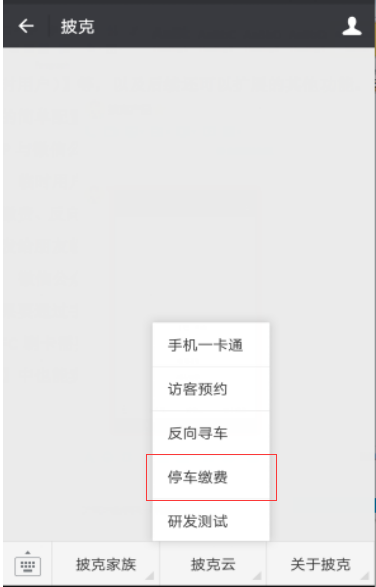 披克
手机一卡通
访客预约
反向寻车
停车缴费
研发测试
披克家族 披克云 关于披克